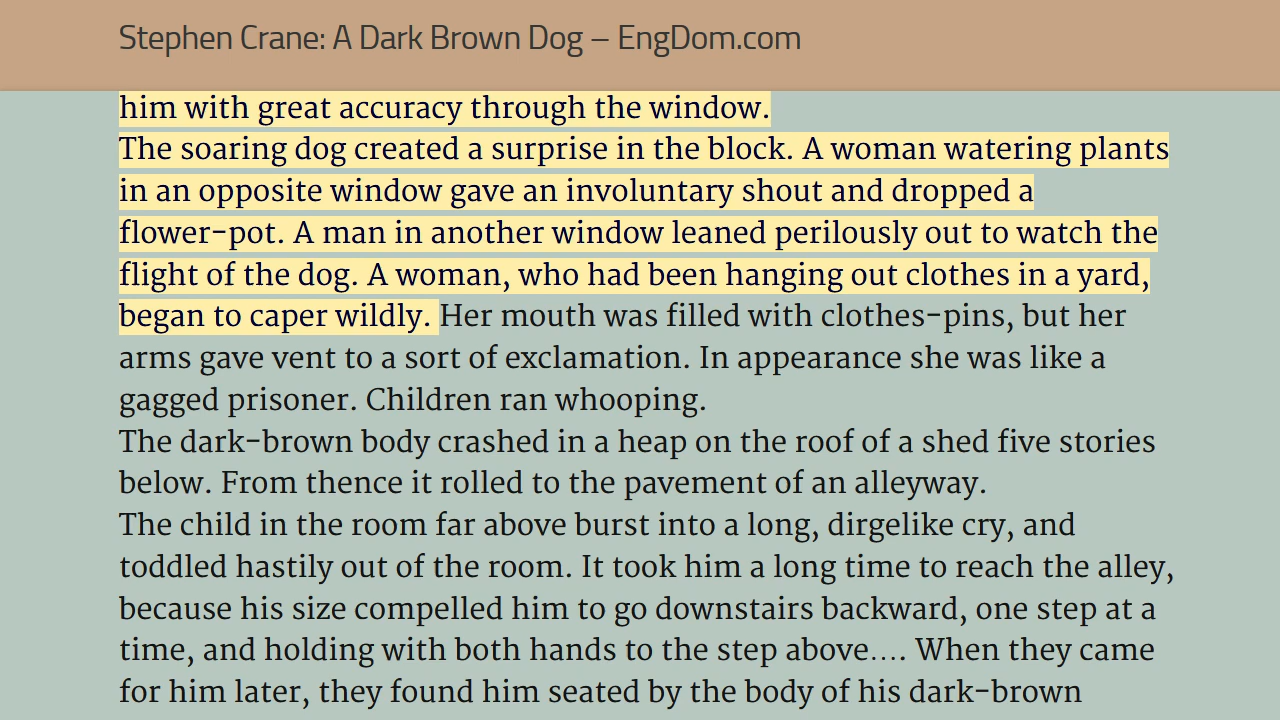 Stephen Crane: A Dark Brown Dog – EngDom.com
him with great accuracy through the window.
The soaring dog created a surprise in the block. A woman watering plants
in an opposite window gave an involuntary shout and dropped a
flower-pot. A man in another window leaned perilously out to watch the
flight of the dog. A woman, who had been hanging out clothes in a yard,
began to caper wildly. Her mouth was filled with clothes-pins, but her
arms gave vent to a sort of exclamation. In appearance she was like a
gagged prisoner. Children ran whooping.
The dark-brown body crashed in a heap on the roof of a shed five stories
below. From thence it rolled to the pavement of an alleyway.
The child in the room far above burst into a long, dirgelike cry, and
toddled hastily out of the room. It took him a long time to reach the alley,
because his size compelled him to go downstairs backward, one step at a
time, and holding with both hands to the step above.... When they came
for him later, they found him seated by the body of his dark-brown